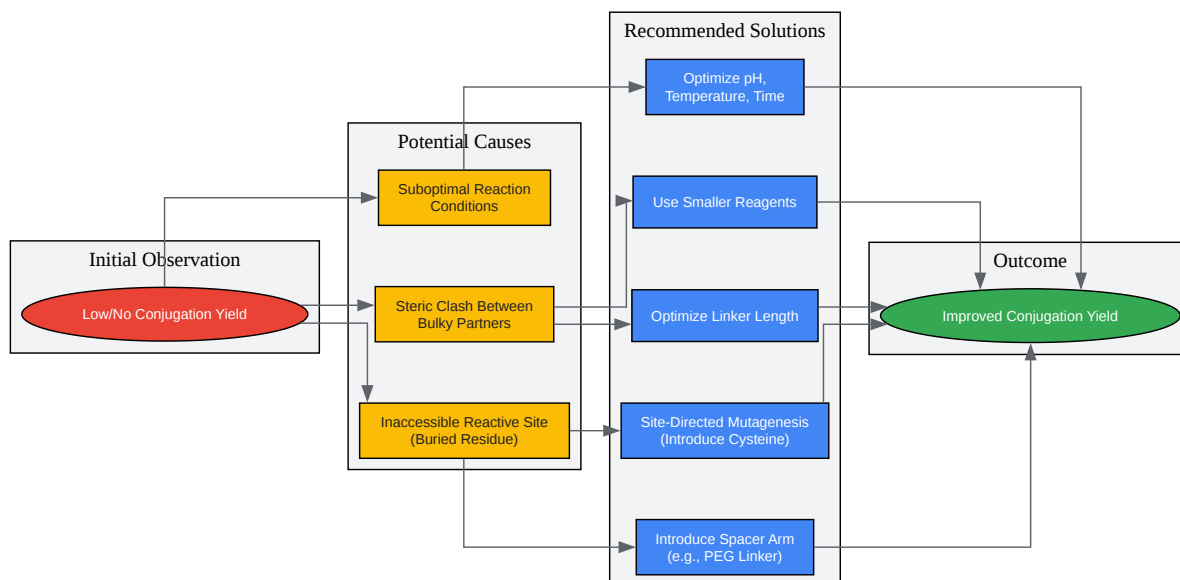 Initial Observation
Low/No Conjugation Yield
Potential Causes
Suboptimal Reaction
Conditions
Steric Clash Between
Bulky Partners
Inaccessible Reactive Site
(Buried Residue)
Recommended Solutions
Optimize pH,
Temperature, Time
Use Smaller Reagents
Optimize Linker Length
Site-Directed Mutagenesis
(Introduce Cysteine)
Introduce Spacer Arm
(e.g., PEG Linker)
Outcome
Improved Conjugation Yield